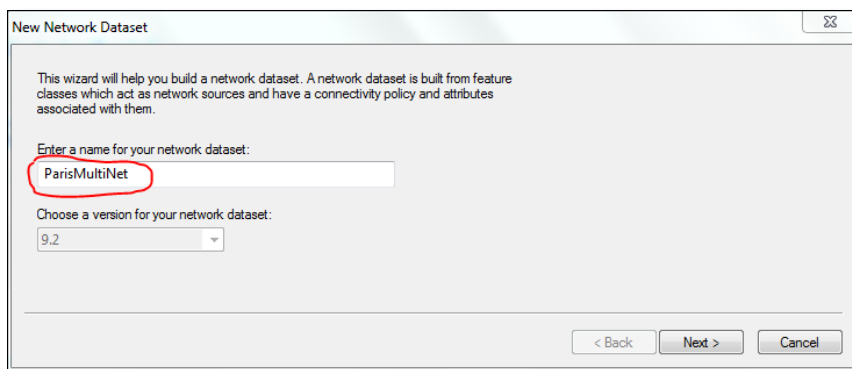 New Network Dataset
This wizard will help you build a network dataset. A network dataset is built from feature
classes which act as network sources and have a connectivity policy and attributes
associated with them.
Enter a name for your network dataset:
ParisMultiNet
Choose a version for your network dataset:
9.2
< Back Next > Cancel